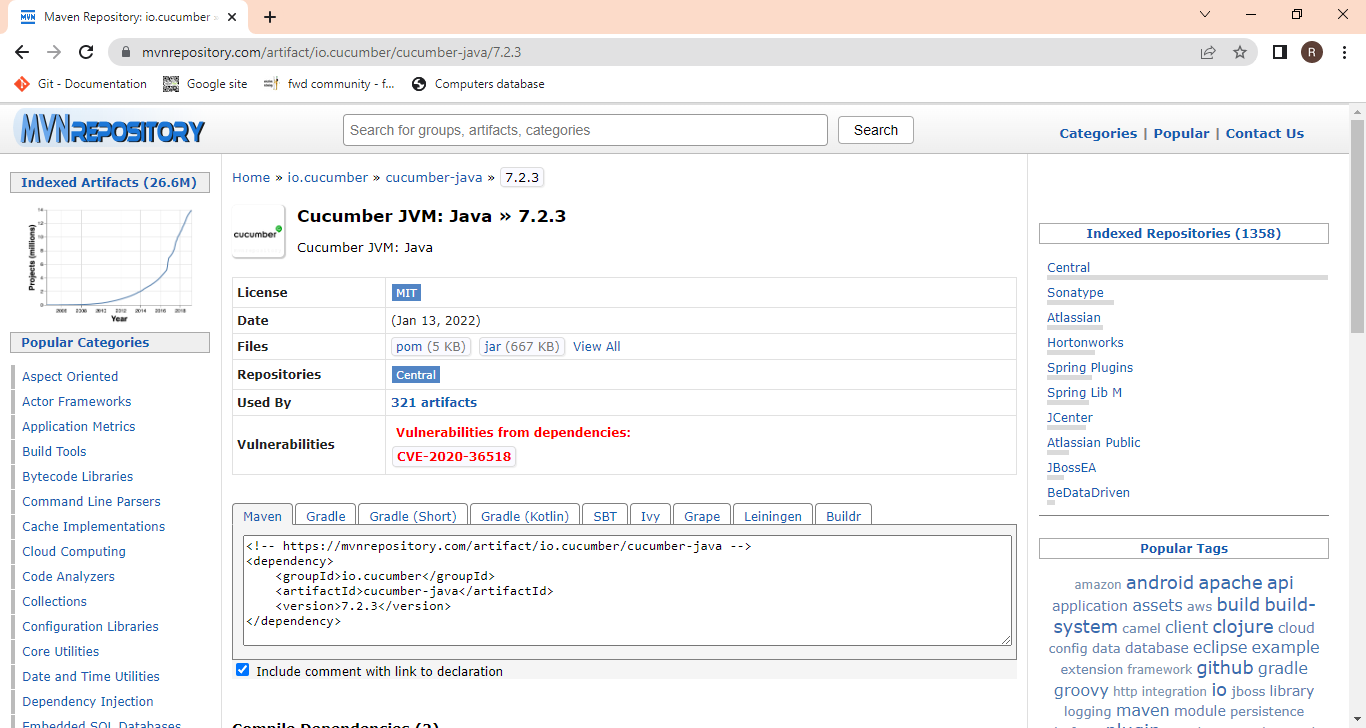 Maven Repository: io.cucumber »
mvnrepository.com/artifact/io.cucumber/cucumber-java/7.2.3
R
Git - Documentation
Google site
fwd community - f...
Computers database
MVNREPOSITORY
Search for groups, artifacts, categories
Search
Categories | Popular | Contact Us
Indexed Artifacts (26.6M)
Projects (millions)
Year
Popular Categories
Aspect Oriented
Actor Frameworks
Application Metrics
Build Tools
Bytecode Libraries
Command Line Parsers
Cache Implementations
Cloud Computing
Code Analyzers
Collections
Configuration Libraries
Core Utilities
Date and Time Utilities
Dependency Injection
Embedded SQL Databases
Home » io.cucumber » cucumber-java » 7.2.3
cucumber
Cucumber JVM: Java » 7.2.3
Cucumber JVM: Java
License MIT
Date (Jan 13, 2022)
Files pom (5 KB) jar (667 KB) View All
Repositories Central
Used By 321 artifacts
Vulnerabilities Vulnerabilities from dependencies:
CVE-2020-36518
Maven Gradle Gradle (Short) Gradle (Kotlin) SBT Ivy Grape Leiningen Buildr
<!-- https://mvnrepository.com/artifact/io.cucumber/cucumber-java -->
<dependency>
    <groupId>io.cucumber</groupId>
    <artifactId>cucumber-java</artifactId>
    <version>7.2.3</version>
</dependency>
Include comment with link to declaration
Compile Dependencies (2)
Indexed Repositories (1358)
Central
Sonatype
Atlassian
Hortonworks
Spring Plugins
Spring Lib M
JCenter
Atlassian Public
JBossEA
BeDataDriven
Popular Tags
amazon android apache api
application assets aws build build-
system camel client clojure cloud
config data database eclipse example
extension framework github gradle
groovy http integration io jboss library
logging maven module persistence